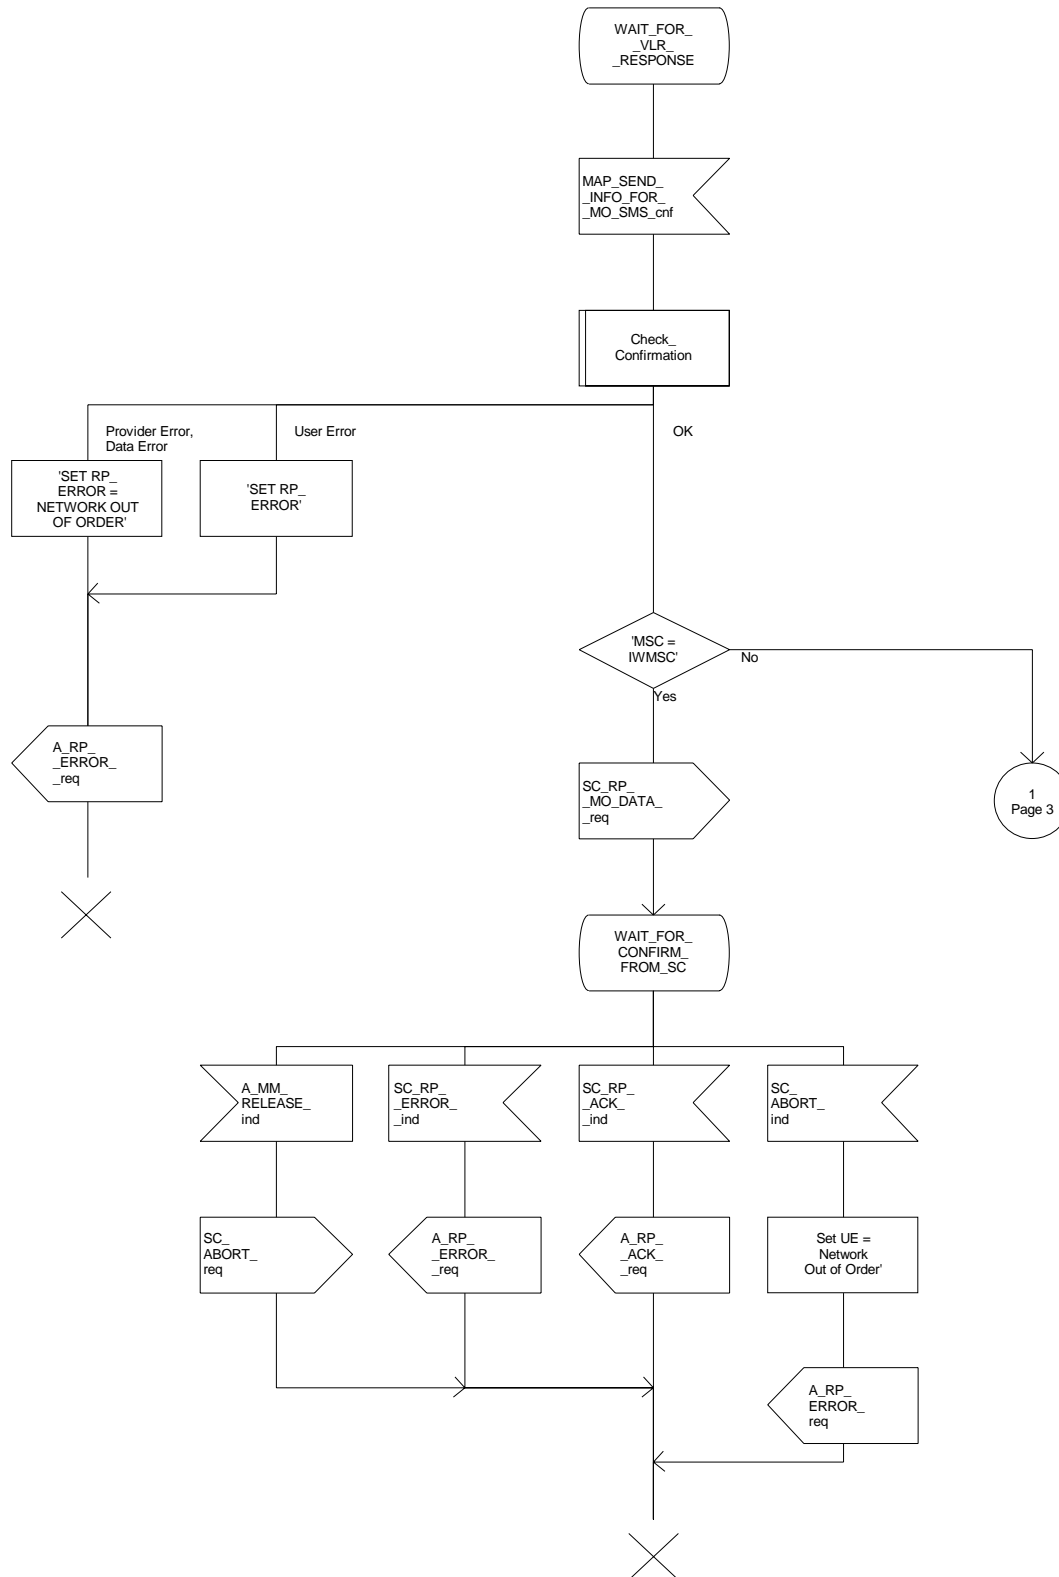 WAIT_FOR_
_VLR_
_RESPONSE
MAP_SEND_
_INFO_FOR_
_MO_SMS_cnf
Check_
Confirmation
Provider Error,
Data Error
User Error
OK
'SET RP_
ERROR =
NETWORK OUT
OF ORDER'
'SET RP_
ERROR'
'MSC =
IWMSC'
No
Yes
A_RP_
_ERROR_
_req
SC_RP_
_MO_DATA_
_req
1
Page 3
WAIT_FOR_
CONFIRM_
FROM_SC
A_MM_
RELEASE_
ind
SC_RP_
_ERROR_
_ind
SC_RP_
_ACK_
_ind
SC_
ABORT_
ind
SC_
ABORT_
req
A_RP_
_ERROR_
_req
A_RP_
_ACK_
_req
Set UE =
Network
Out of Order'
A_RP_
ERROR_
req